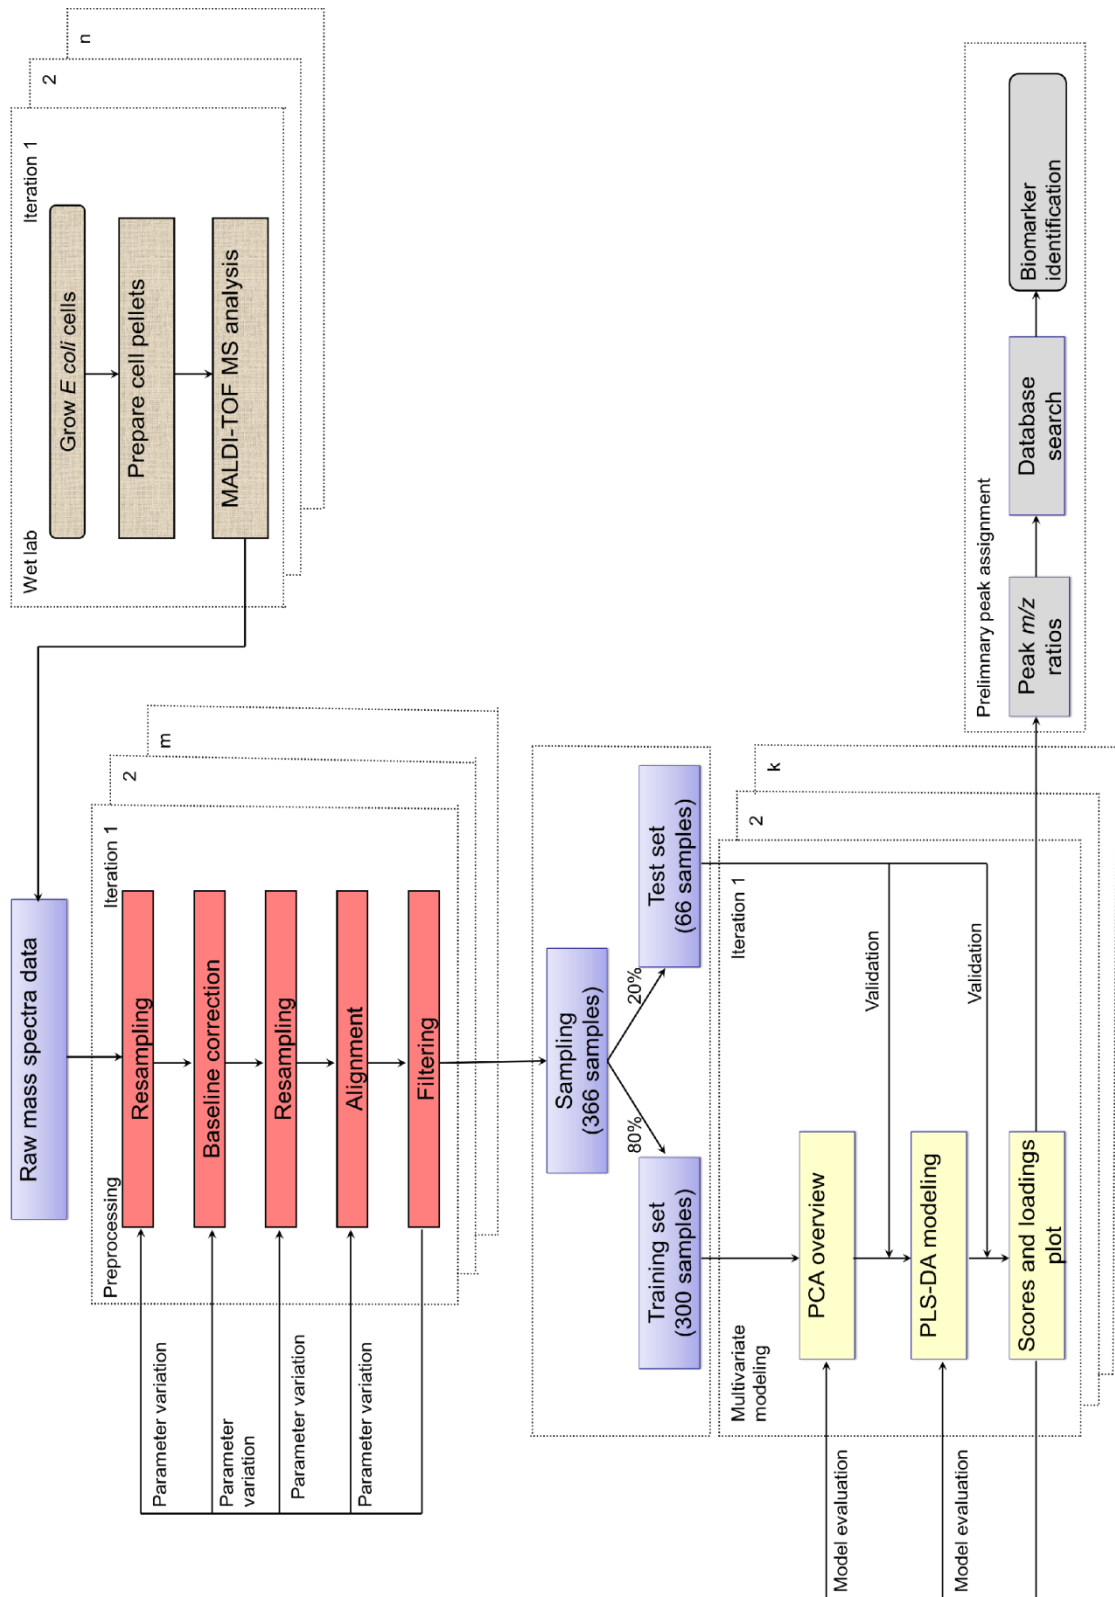 Wet lab
Iteration 1
2
n
Grow E coli cells
Prepare cell pellets
MALDI-TOF MS analysis
Raw mass spectra data
Preprocessing
Iteration 1
2
m
Resampling
Baseline correction
Resampling
Alignment
Filtering
Parameter variation
Parameter
variation
Parameter variation
Parameter variation
Sampling
(366 samples)
80%
20%
Training set
(300 samples)
Test set
(66 samples)
Multivariate
modeling
Iteration 1
2
k
PCA overview
PLS-DA modeling
Scores and loadings
plot
Validation
Validation
Model evaluation
Model evaluation
Prelimnary peak assignment
Peak m/z
ratios
Database
search
Biomarker
identification